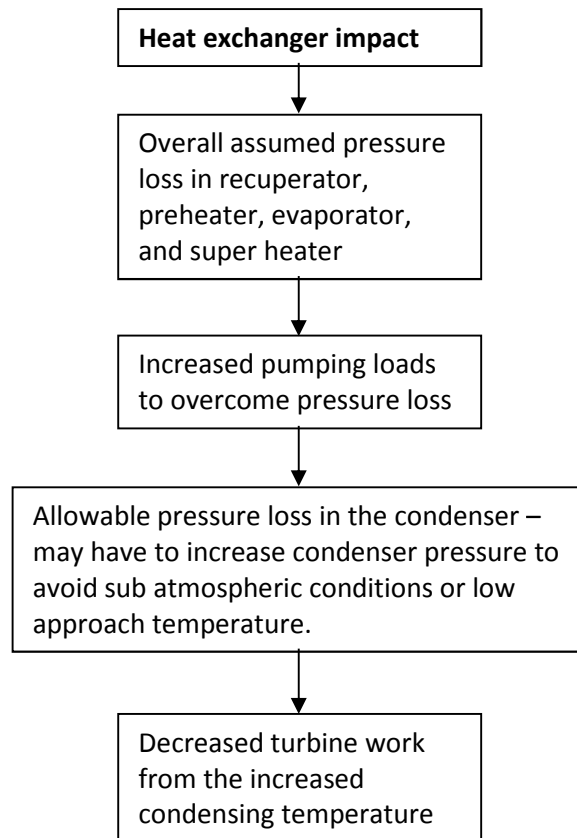 Heat exchanger impact
Overall assumed pressure
loss in recuperator,
preheater, evaporator,
and super heater
Increased pumping loads
to overcome pressure loss
Allowable pressure loss in the condenser –
may have to increase condenser pressure to
avoid sub atmospheric conditions or low
approach temperature.
Decreased turbine work
from the increased
condensing temperature